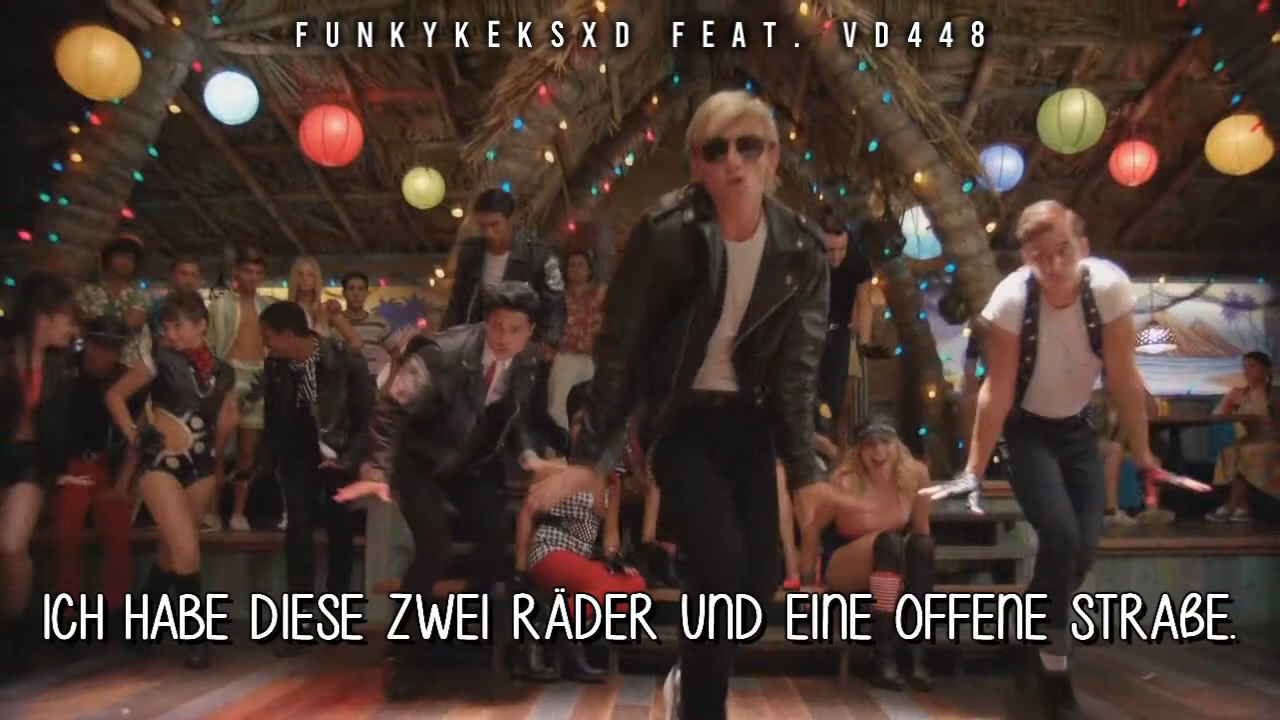 FUNKYKEKSXD FEAT. VD448
ICH HABE DIESE ZWEI RÄDER UND EINE OFFENE STRAßE.